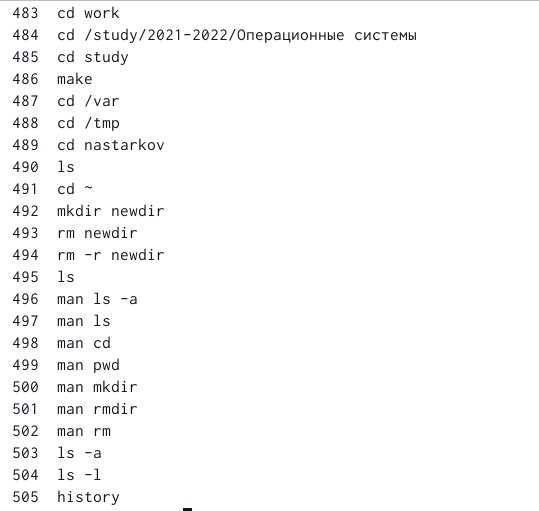 483 cd work
484 cd /study/2021-2022/Операционные системы
485 cd study
486 make
487 cd /var
488 cd /tmp
489 cd nastarkov
490 ls
491 cd ~
492 mkdir newdir
493 rm newdir
494 rm -r newdir
495 ls
496 man ls -a
497 man ls
498 man cd
499 man pwd
500 man mkdir
501 man rmdir
502 man rm
503 ls -a
504 ls -l
505 history